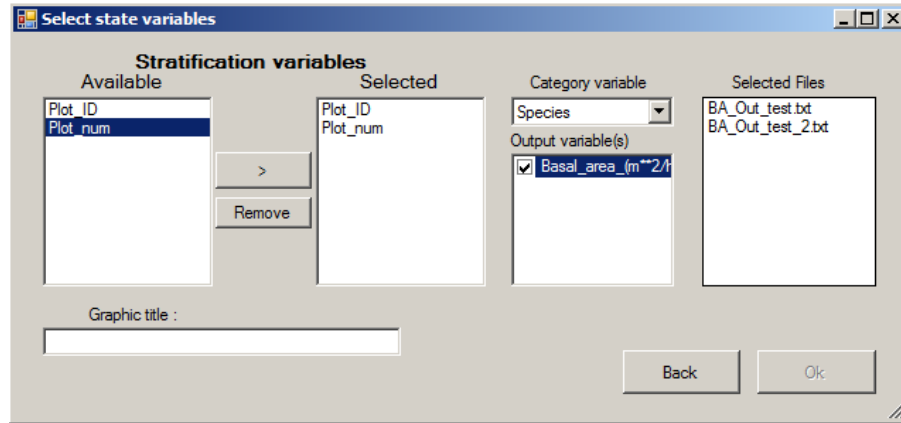 Select state variables
Stratification variables
Available
Selected
Category variable
Selected Files
Plot_ID
Plot_num
>
Remove
Plot_ID
Plot_num
Species
Output variable(s)
Basal_area_(m**2/h
BA_Out_test.txt
BA_Out_test_2.txt
Graphic title :
Back
Ok